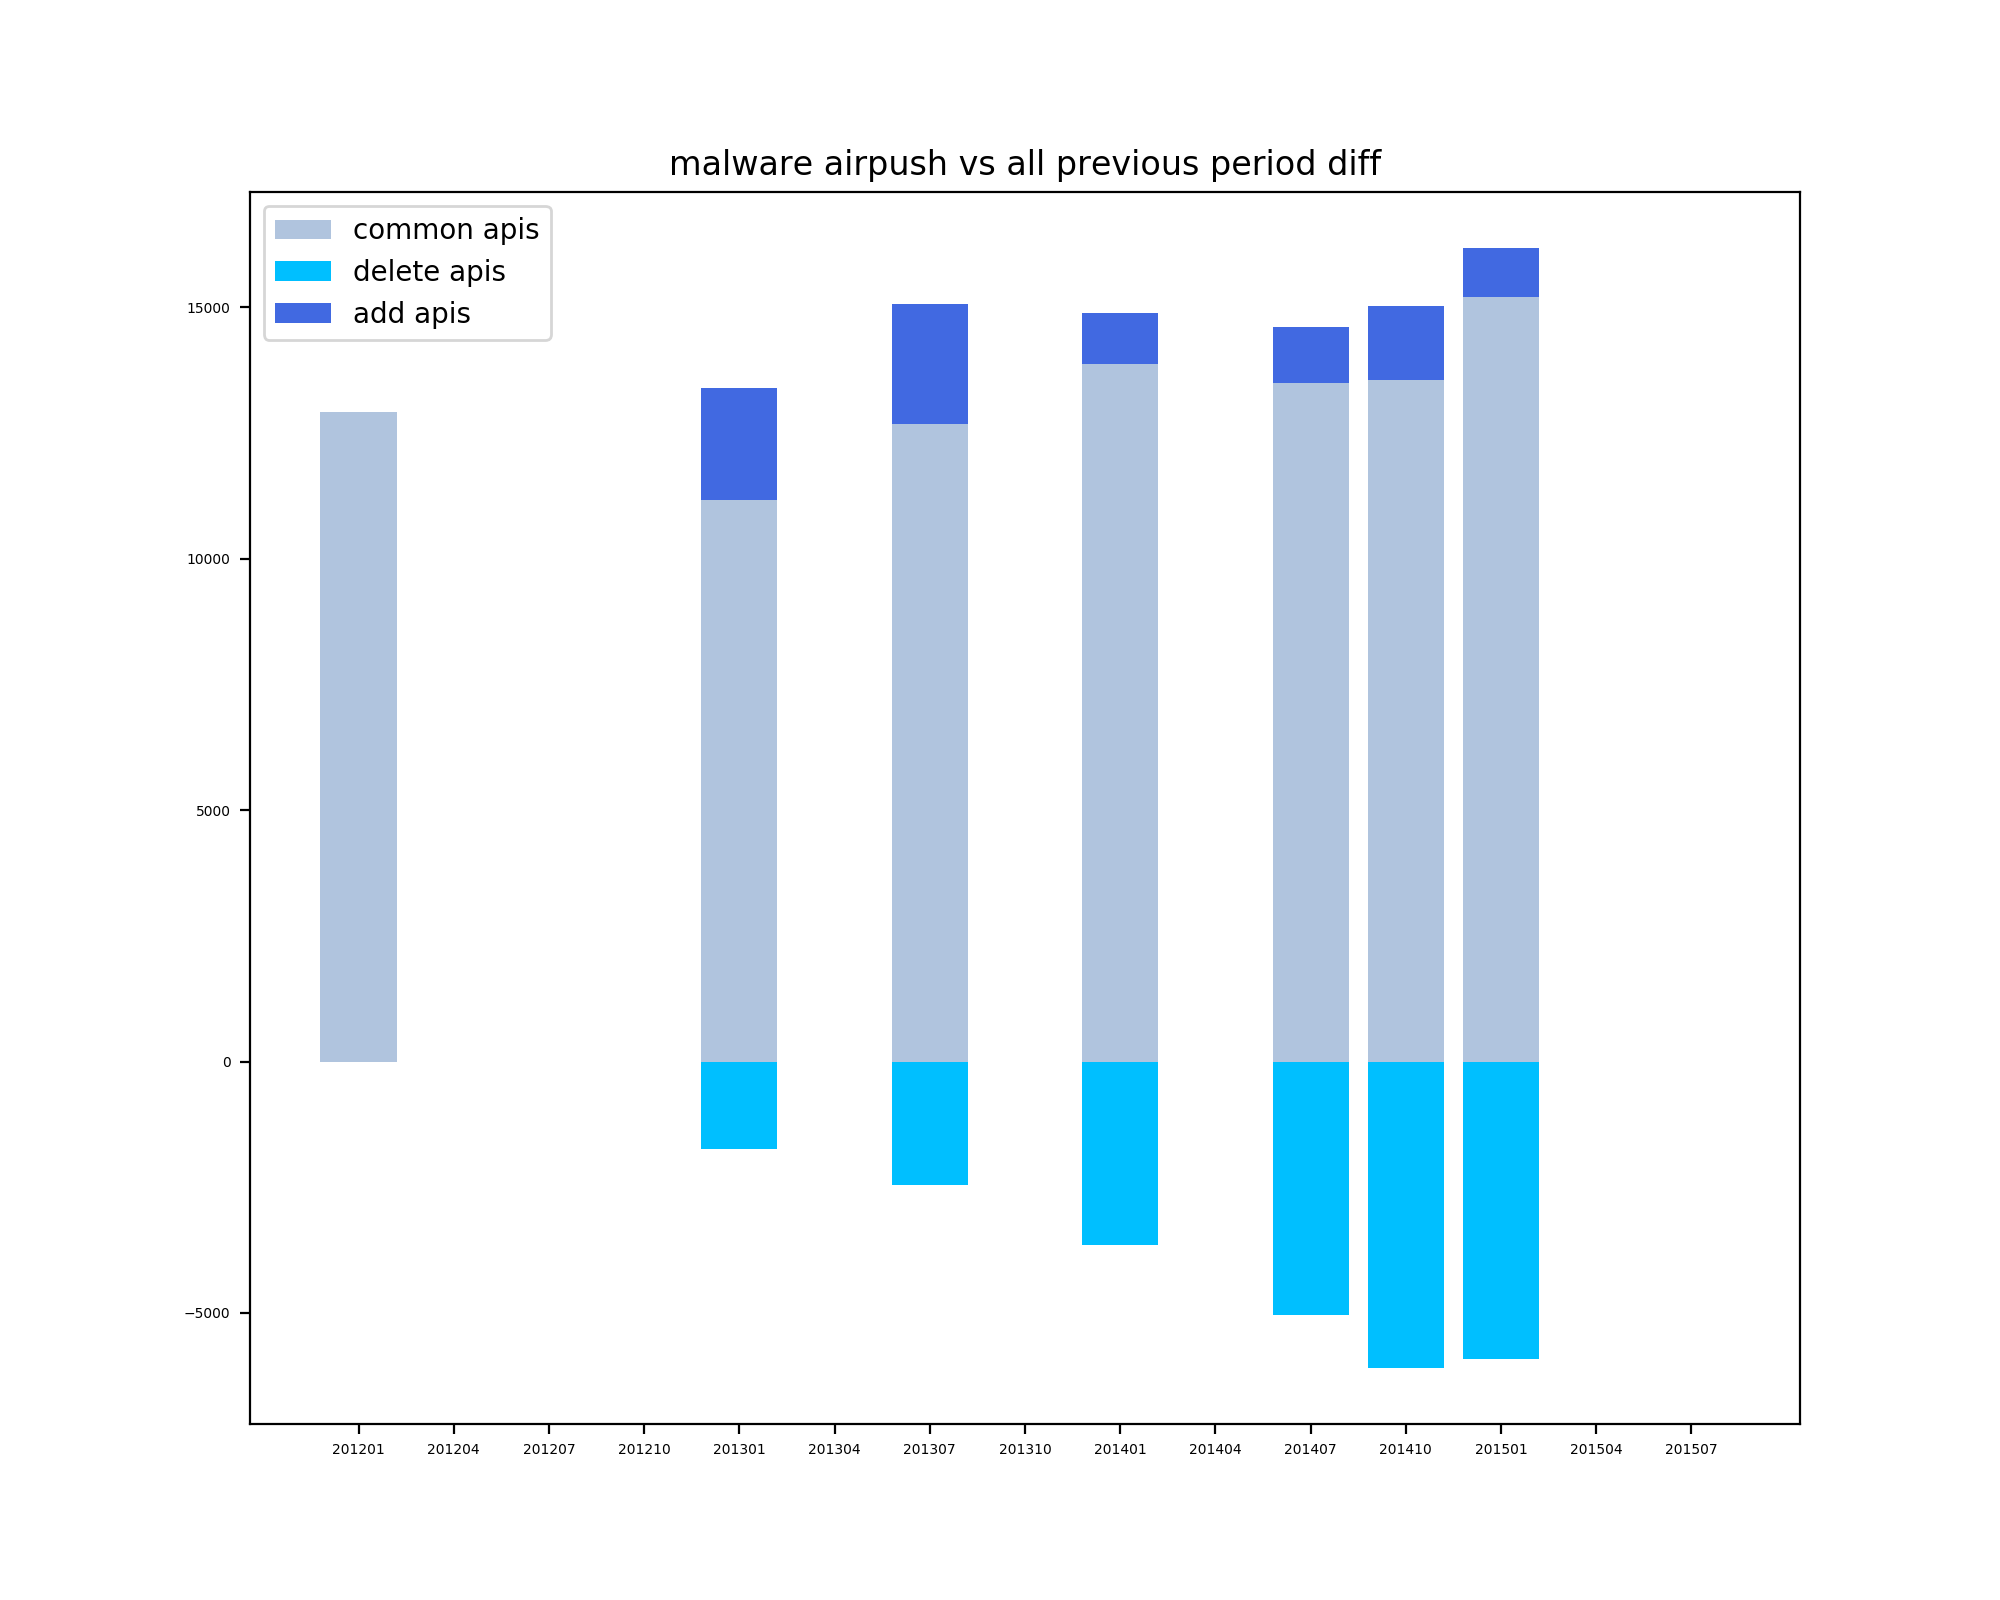 malware airpush vs all previous period diff
common apis
delete apis
add apis
15000
10000
5000
0
−5000
201201 201204 201207 201210 201301 201304 201307 201310 201401 201404 201407 201410 201501 201504 201507